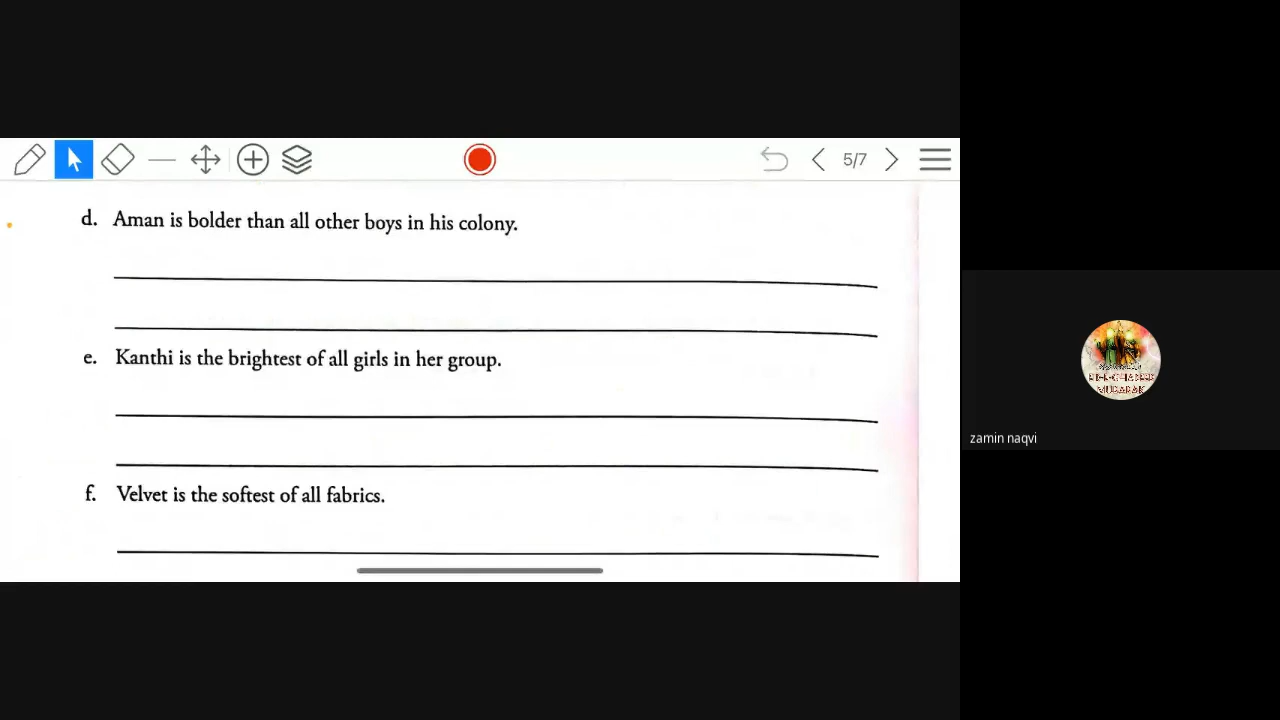 5/7
d. Aman is bolder than all other boys in his colony.
e. Kanthi is the brightest of all girls in her group.
f. Velvet is the softest of all fabrics.
MUBARAK
zamin naqvi